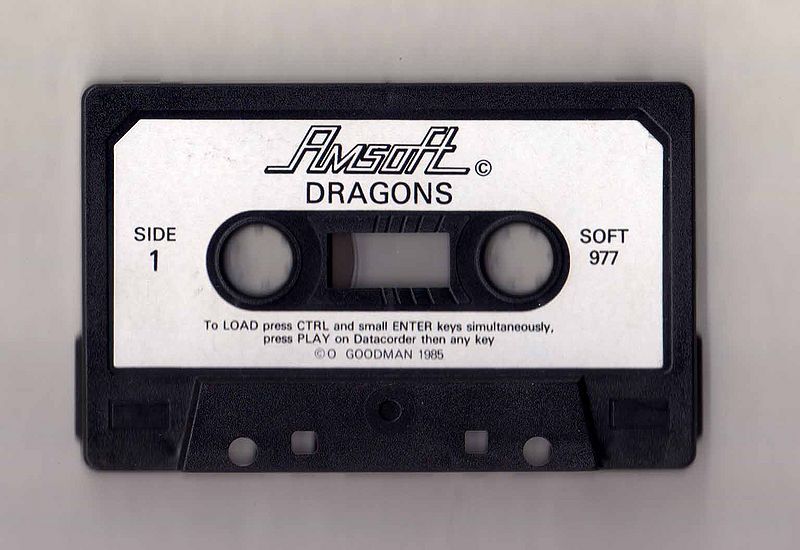 Amsoft ©
DRAGONS
SIDE
1
SOFT
977
To LOAD press CTRL and small ENTER keys simultaneously,
press PLAY on Datacorder then any key
© O GOODMAN 1985